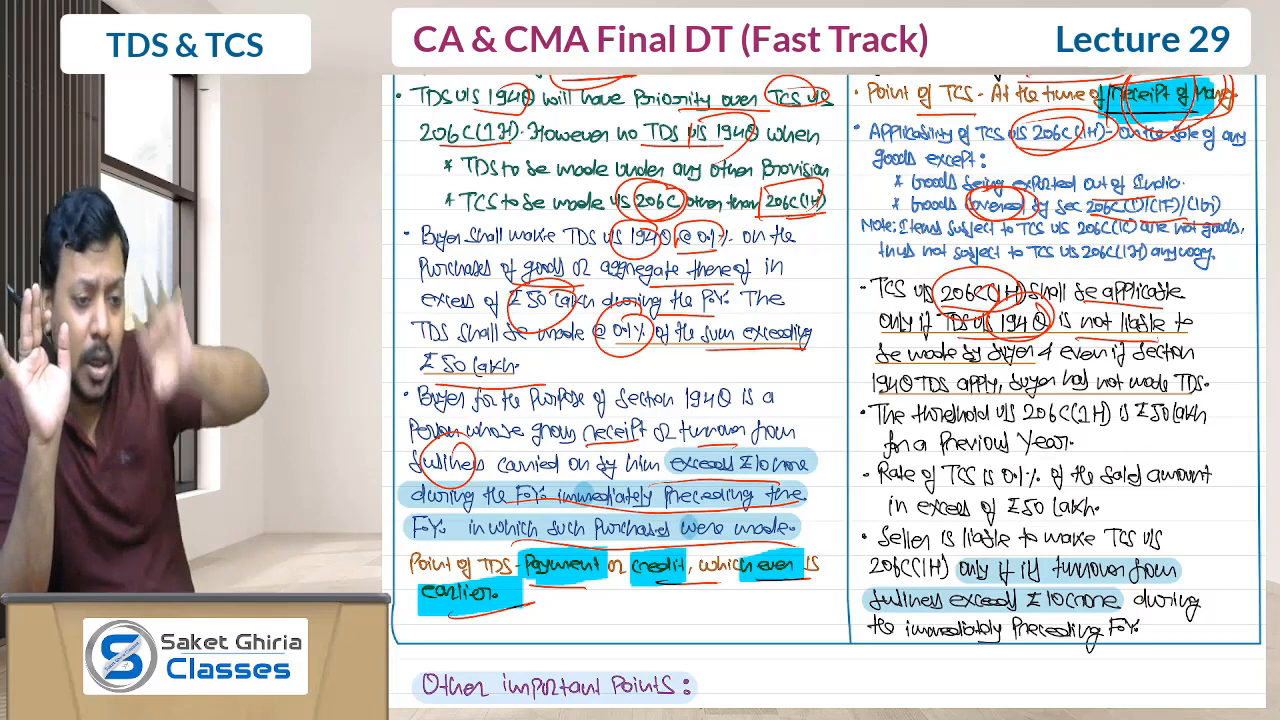 TDS & TCS
CA & CMA Final DT (Fast Track)
Lecture 29
• TDS u/s 194Q will have Priority over TCS u/s
206C(1H). However no TDS u/s 194Q when
* TDS to be made under any other Provision
* TCS to be made u/s 206C other than 206C(1H)
• Buyer shall make TDS u/s 194Q @ 0.1% on the
Purchases of goods or aggregate thereof in
excess of ₹50 lakh during the P.Y. The
TDS shall be made @ 0.1% of the sum exceeding
₹50 lakh.
• Buyer for the Purpose of Section 194Q is a
Person whose gross receipt or turnover from
business carried on by him exceeds ₹10 crore
during the F.Y. immediately Preceding the
F.Y. in which such Purchases were made.
Point of TDS - Payment or credit, which ever is
earlier.
• Point of TCS - At the time of receipt of Money.
• Applicability of TCS u/s 206C(1H) - On the sale of any
goods except:
* Goods being exported out of India.
* Goods covered by sec 206C(1)/(1F)/(1G)
Note: Items subject to TCS u/s 206C(1C) are not goods,
thus not subject to TCS u/s 206C(1H) anyway.
• TCS u/s 206C(1H) shall be applicable
only if TDS u/s 194Q is not liable to
be made by buyer & even if Section
194Q TDS apply, buyer has not made TDS.
• The threshold u/s 206C(1H) is ₹50 lakh
for a Previous Year.
• Rate of TCS is 0.1% of the sales amount
in excess of ₹50 lakh.
• Seller is liable to make TCS u/s
206C(1H) only if if turnover from
business exceeds ₹10 crore during
the immediately Preceding F.Y.
Other important Points:
Saket Ghiria
Classes